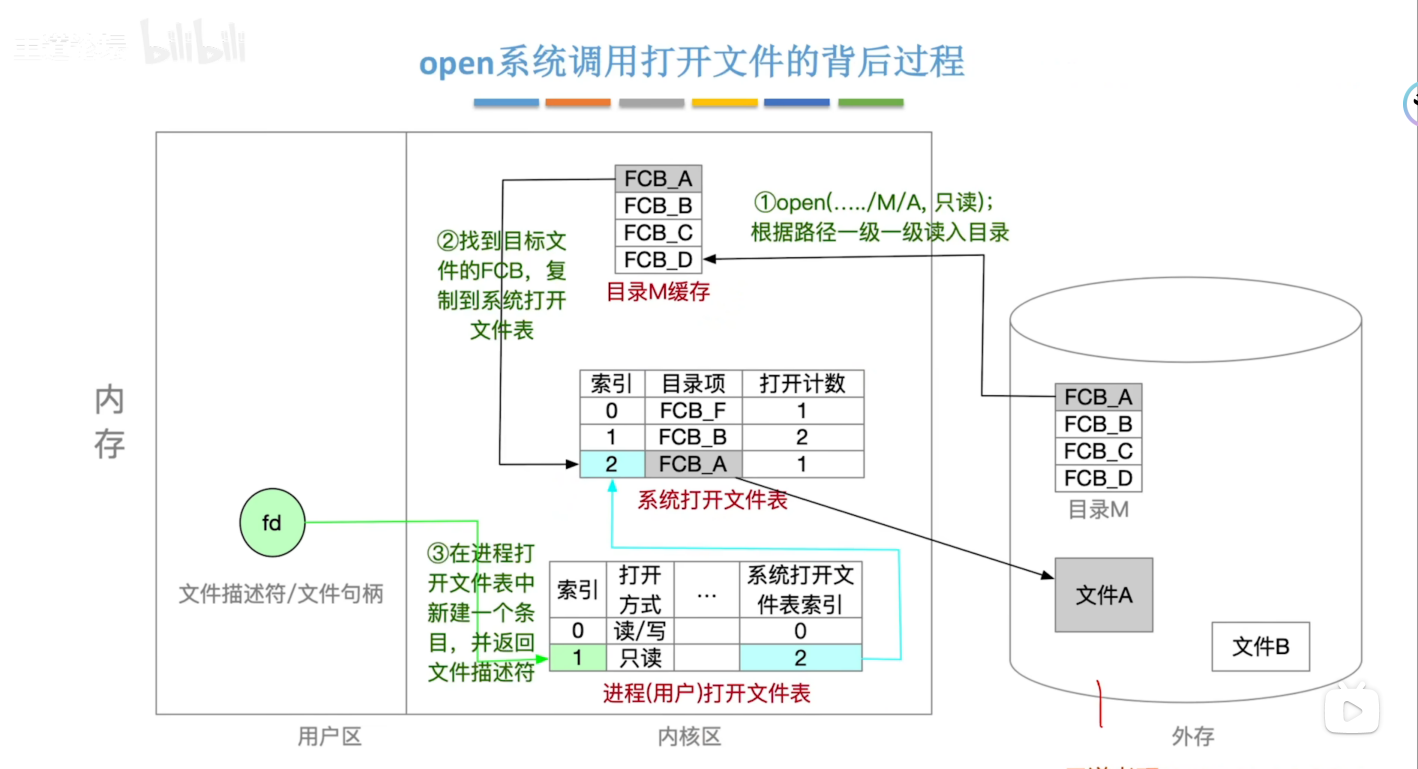 bilibili
open系统调用打开文件的背后过程
FCB_A
FCB_B
FCB_C
FCB_D
目录M缓存
①open(…../M/A, 只读);
根据路径一级一级读入目录
②找到目标文
件的FCB，复
制到系统打开
文件表
内
存
索引 目录项 打开计数
0 FCB_F 1
1 FCB_B 2
2 FCB_A 1
系统打开文件表
FCB_A
FCB_B
FCB_C
FCB_D
目录M
fd
文件描述符/文件句柄
③在进程打
开文件表中
新建一个条
目，并返回
文件描述符
索引 打开方式 … 系统打开文件表索引
0 读/写 0
1 只读 2
进程(用户)打开文件表
文件A
文件B
用户区
内核区
外存